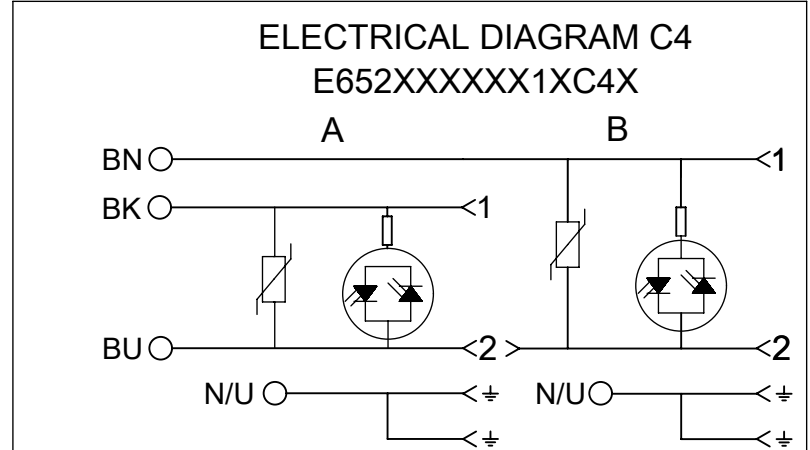 ELECTRICAL DIAGRAM C4
E652XXXXXX1XC4X
A B
BN 1
BK 1
BU 2 2
N/U N/U